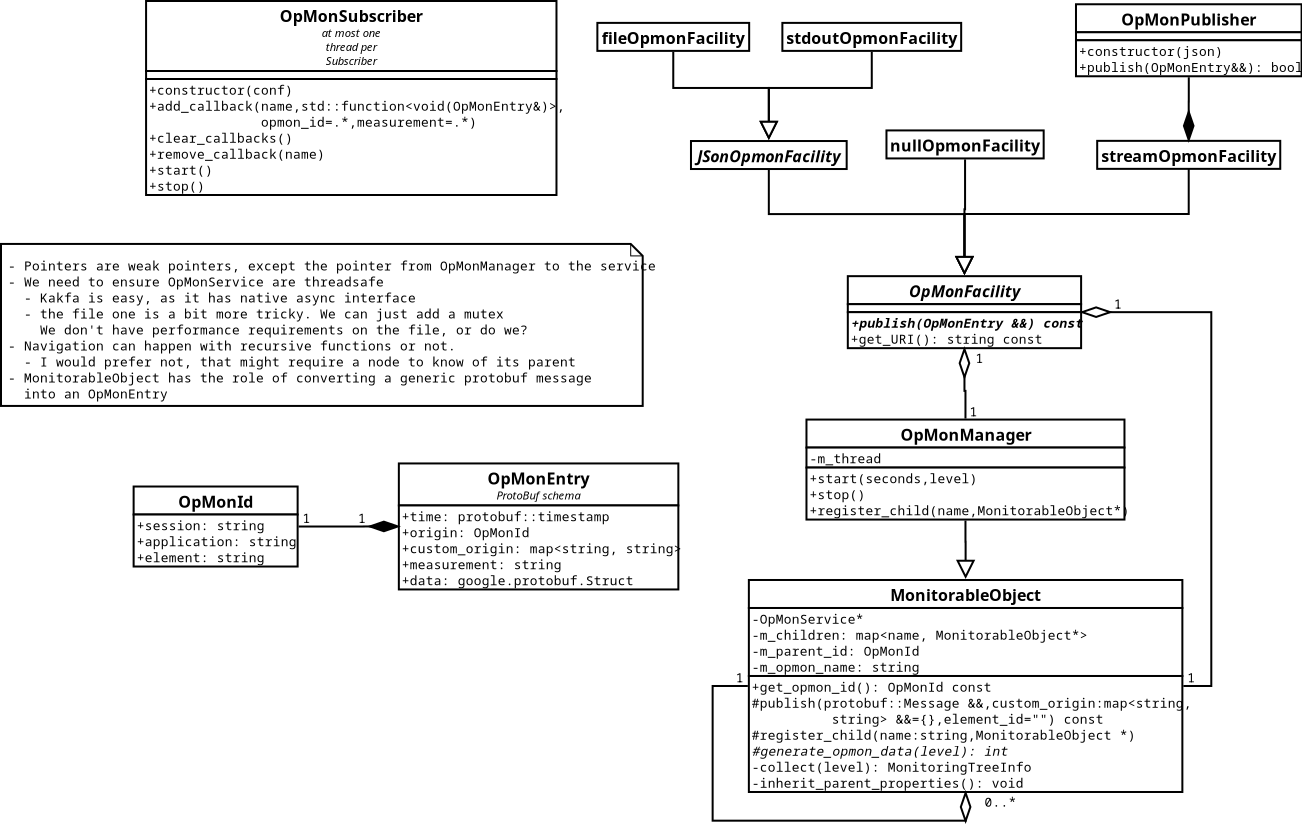 OpMonSubscriber
at most one
thread per
Subscriber
+constructor(conf)
+add_callback(name,std::function<void(OpMonEntry&)>,
opmon_id=.*,measurement=.*)
+clear_callbacks()
+remove_callback(name)
+start()
+stop()
fileOpmonFacility
stdoutOpmonFacility
OpMonPublisher
+constructor(json)
+publish(OpMonEntry&&): bool
JSonOpmonFacility
nullOpmonFacility
streamOpmonFacility
- Pointers are weak pointers, except the pointer from OpMonManager to the service
- We need to ensure OpMonService are threadsafe
- Kakfa is easy, as it has native async interface
- the file one is a bit more tricky. We can just add a mutex
We don't have performance requirements on the file, or do we?
- Navigation can happen with recursive functions or not.
- I would prefer not, that might require a node to know of its parent
- MonitorableObject has the role of converting a generic protobuf message
into an OpMonEntry
OpMonFacility
+publish(OpMonEntry &&) const
+get_URI(): string const
1
1
1
OpMonManager
-m_thread
+start(seconds,level)
+stop()
+register_child(name,MonitorableObject*)
OpMonId
+session: string
+application: string
+element: string
1
1
OpMonEntry
ProtoBuf schema
+time: protobuf::timestamp
+origin: OpMonId
+custom_origin: map<string, string>
+measurement: string
+data: google.protobuf.Struct
MonitorableObject
-OpMonService*
-m_children: map<name, MonitorableObject*>
-m_parent_id: OpMonId
-m_opmon_name: string
+get_opmon_id(): OpMonId const
#publish(protobuf::Message &&,custom_origin:map<string,
string> &&={},element_id="") const
#register_child(name:string,MonitorableObject *)
#generate_opmon_data(level): int
-collect(level): MonitoringTreeInfo
-inherit_parent_properties(): void
1
1
0..*